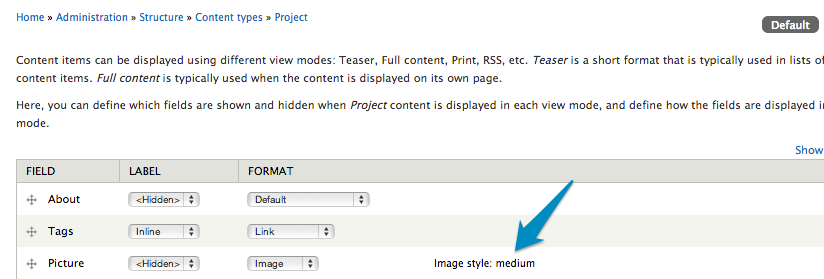 Home » Administration » Structure » Content types » Project
Default
Content items can be displayed using different view modes: Teaser, Full content, Print, RSS, etc. Teaser is a short format that is typically used in lists of
content items. Full content is typically used when the content is displayed on its own page.
Here, you can define which fields are shown and hidden when Project content is displayed in each view mode, and define how the fields are displayed in
mode.
Show
FIELD LABEL FORMAT
About <Hidden> Default
Tags Inline Link
Picture <Hidden> Image Image style: medium